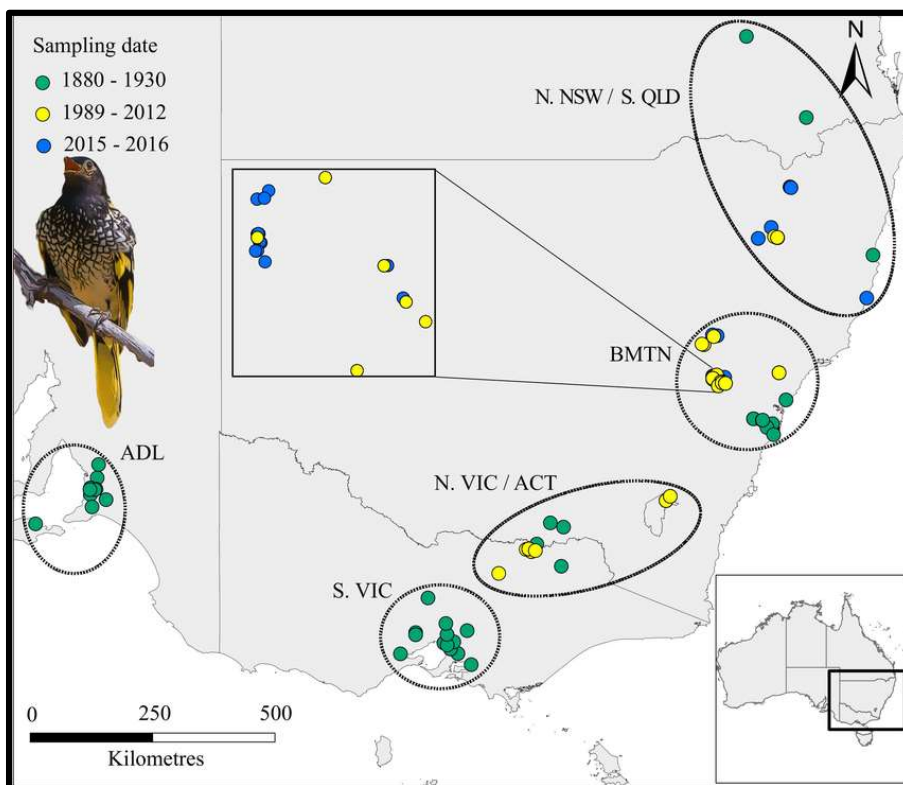 Sampling date
1880 - 1930
1989 - 2012
2015 - 2016
N
N. NSW / S. QLD
BMTN
ADL
N. VIC / ACT
S. VIC
0 250 500
Kilometres